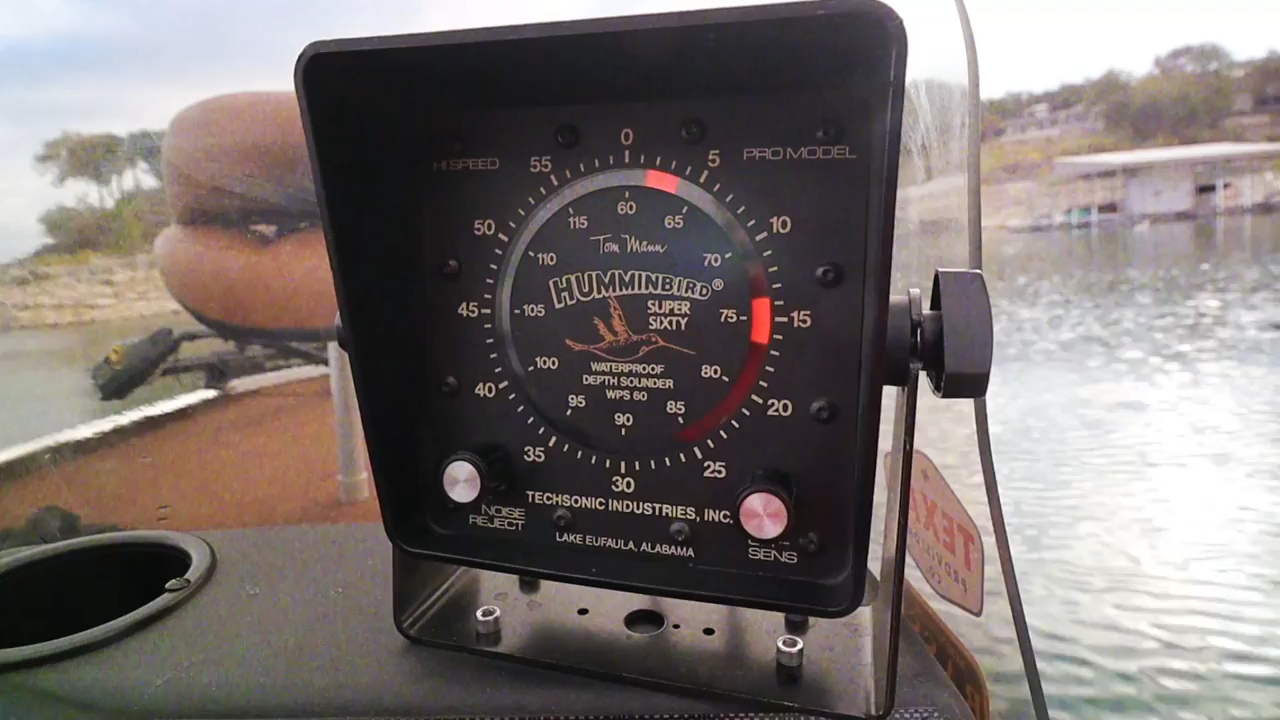 HI SPEED
PRO MODEL
0
5
10
15
20
25
30
35
40
45
50
55
60
65
70
75
80
85
90
95
100
105
110
115
Tom Mann
HUMMINBIRD®
SUPER
SIXTY
WATERPROOF
DEPTH SOUNDER
WPS 60
NOISE
REJECT
TECHSONIC INDUSTRIES, INC.
LAKE EUFAULA, ALABAMA
SENS